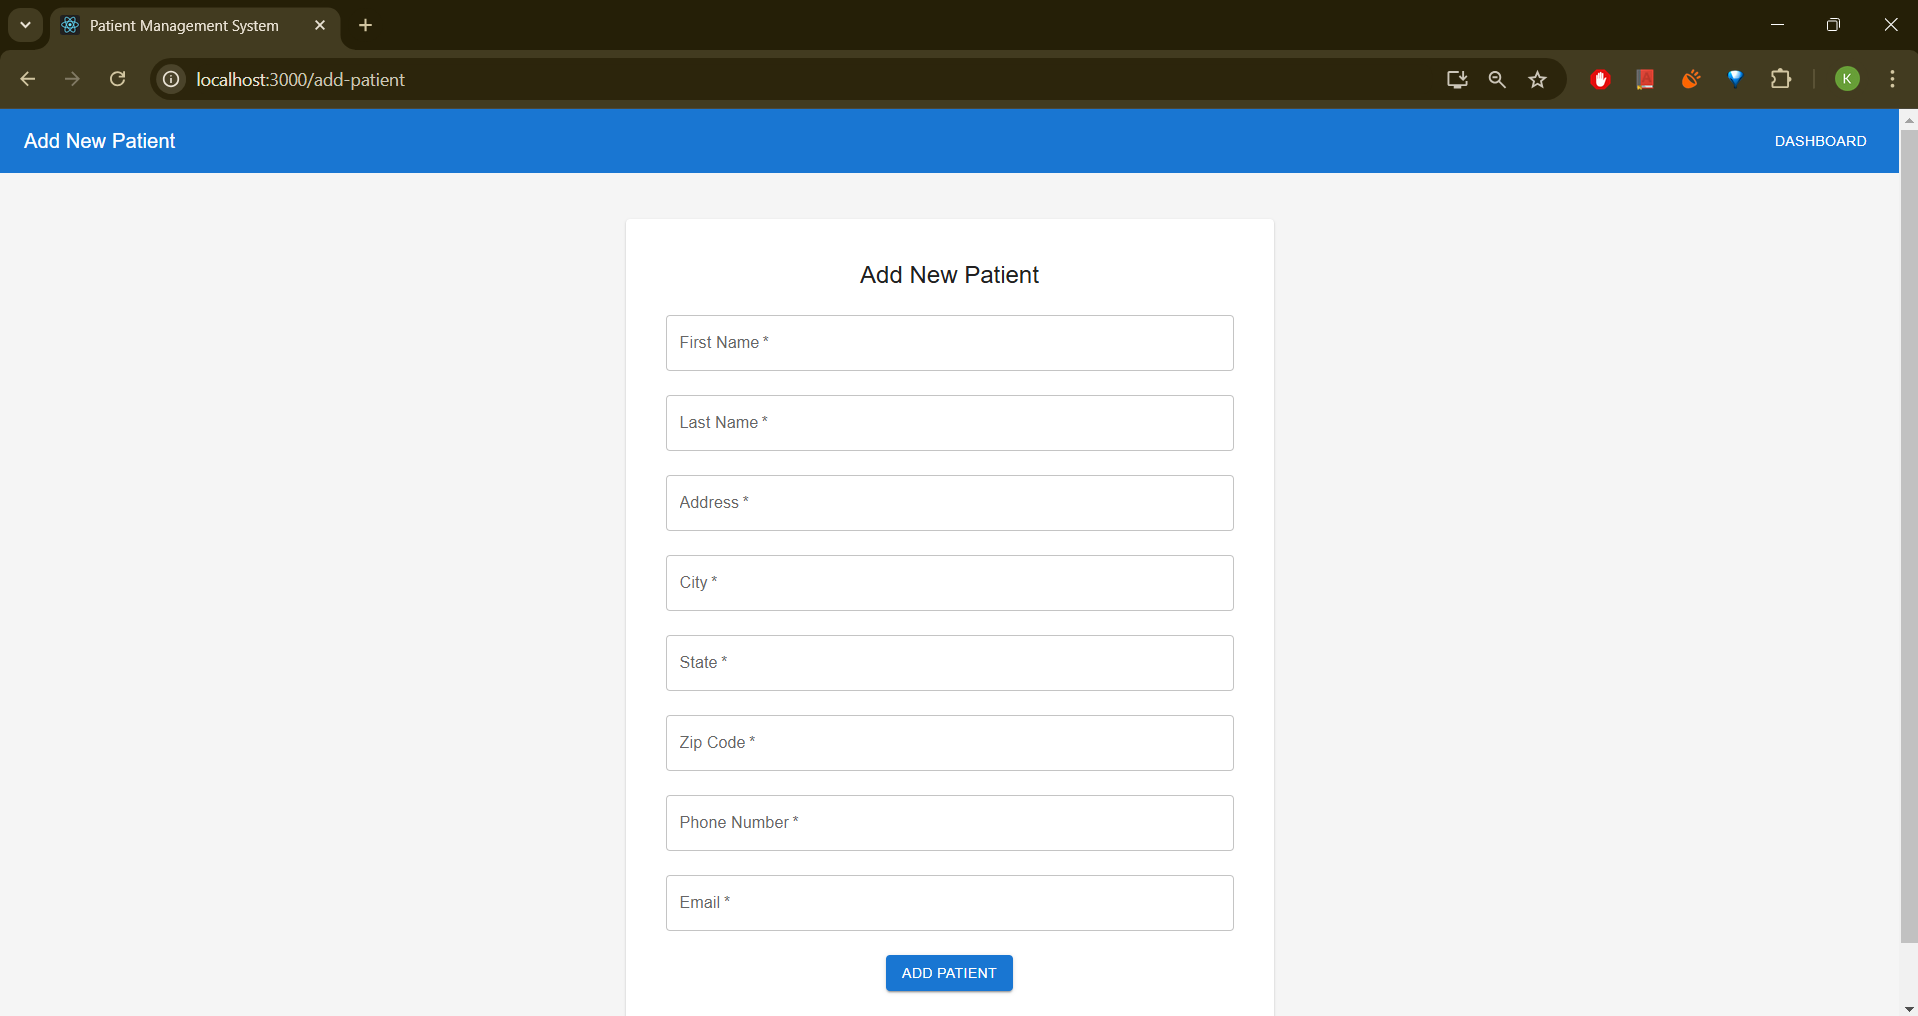 Patient Management System
localhost:3000/add-patient
K
Add New Patient
DASHBOARD
Add New Patient
First Name *
Last Name *
Address *
City *
State *
Zip Code *
Phone Number *
Email *
ADD PATIENT